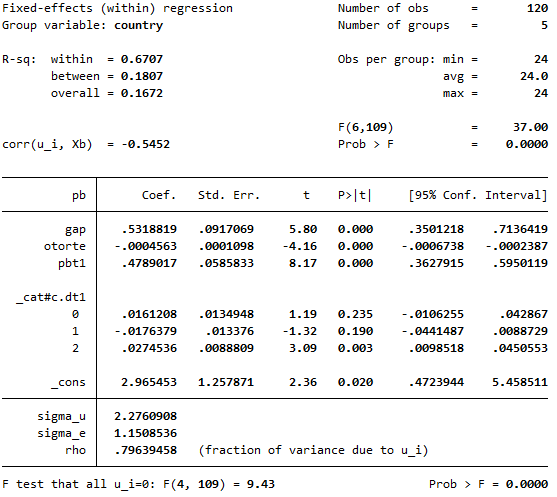 Fixed-effects (within) regression Number of obs = 120
Group variable: country Number of groups = 5
R-sq: within = 0.6707 Obs per group: min = 24
between = 0.1807 avg = 24.0
overall = 0.1672 max = 24
F(6,109) = 37.00
corr(u_i, Xb) = -0.5452 Prob > F = 0.0000
pb Coef. Std. Err. t P>|t| [95% Conf. Interval]
gap .5318819 .0917069 5.80 0.000 .3501218 .7136419
otorte -.0004563 .0001098 -4.16 0.000 -.0006738 -.0002387
pbt1 .4789017 .0585833 8.17 0.000 .3627915 .5950119
_cat#c.dt1
0 .0161208 .0134948 1.19 0.235 -.0106255 .042867
1 -.0176379 .013376 -1.32 0.190 -.0441487 .0088729
2 .0274536 .0088809 3.09 0.003 .0098518 .0450553
_cons 2.965453 1.257871 2.36 0.020 .4723944 5.458511
sigma_u 2.2760908
sigma_e 1.1508536
rho .79639458 (fraction of variance due to u_i)
F test that all u_i=0: F(4, 109) = 9.43 Prob > F = 0.0000